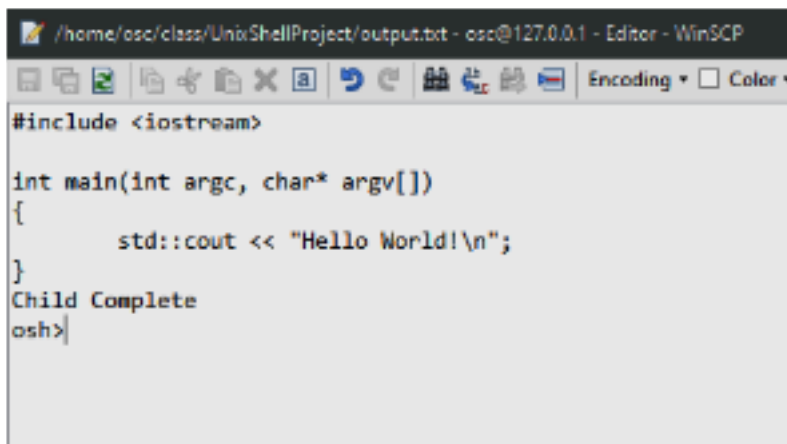 /home/osc/class/UnixShellProject/output.txt - osc@127.0.0.1 - Editor - WinSCP
Encoding Color
#include <iostream>
int main(int argc, char* argv[])
{
std::cout << "Hello World!\n";
}
Child Complete
osh>